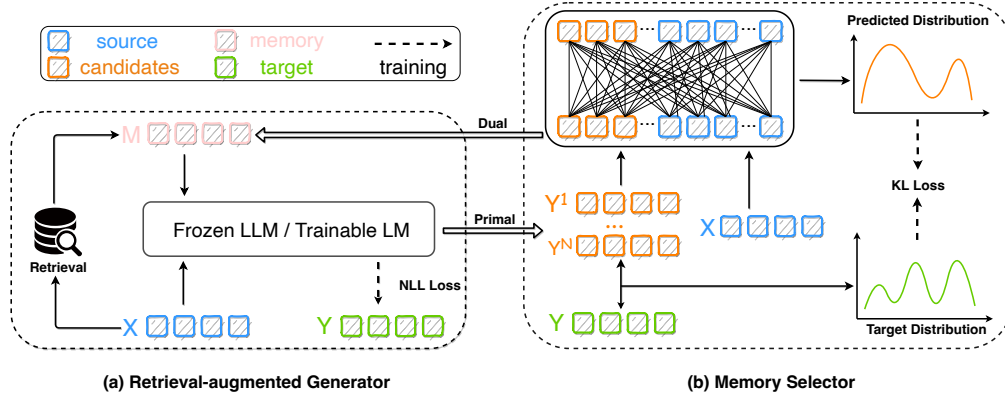 source
memory
candidates
target
training
Predicted Distribution
M
Dual
Frozen LLM / Trainable LM
Primal
Y1
...
YN
X
KL Loss
Retrieval
NLL Loss
X
Y
Y
Target Distribution
(a) Retrieval-augmented Generator
(b) Memory Selector